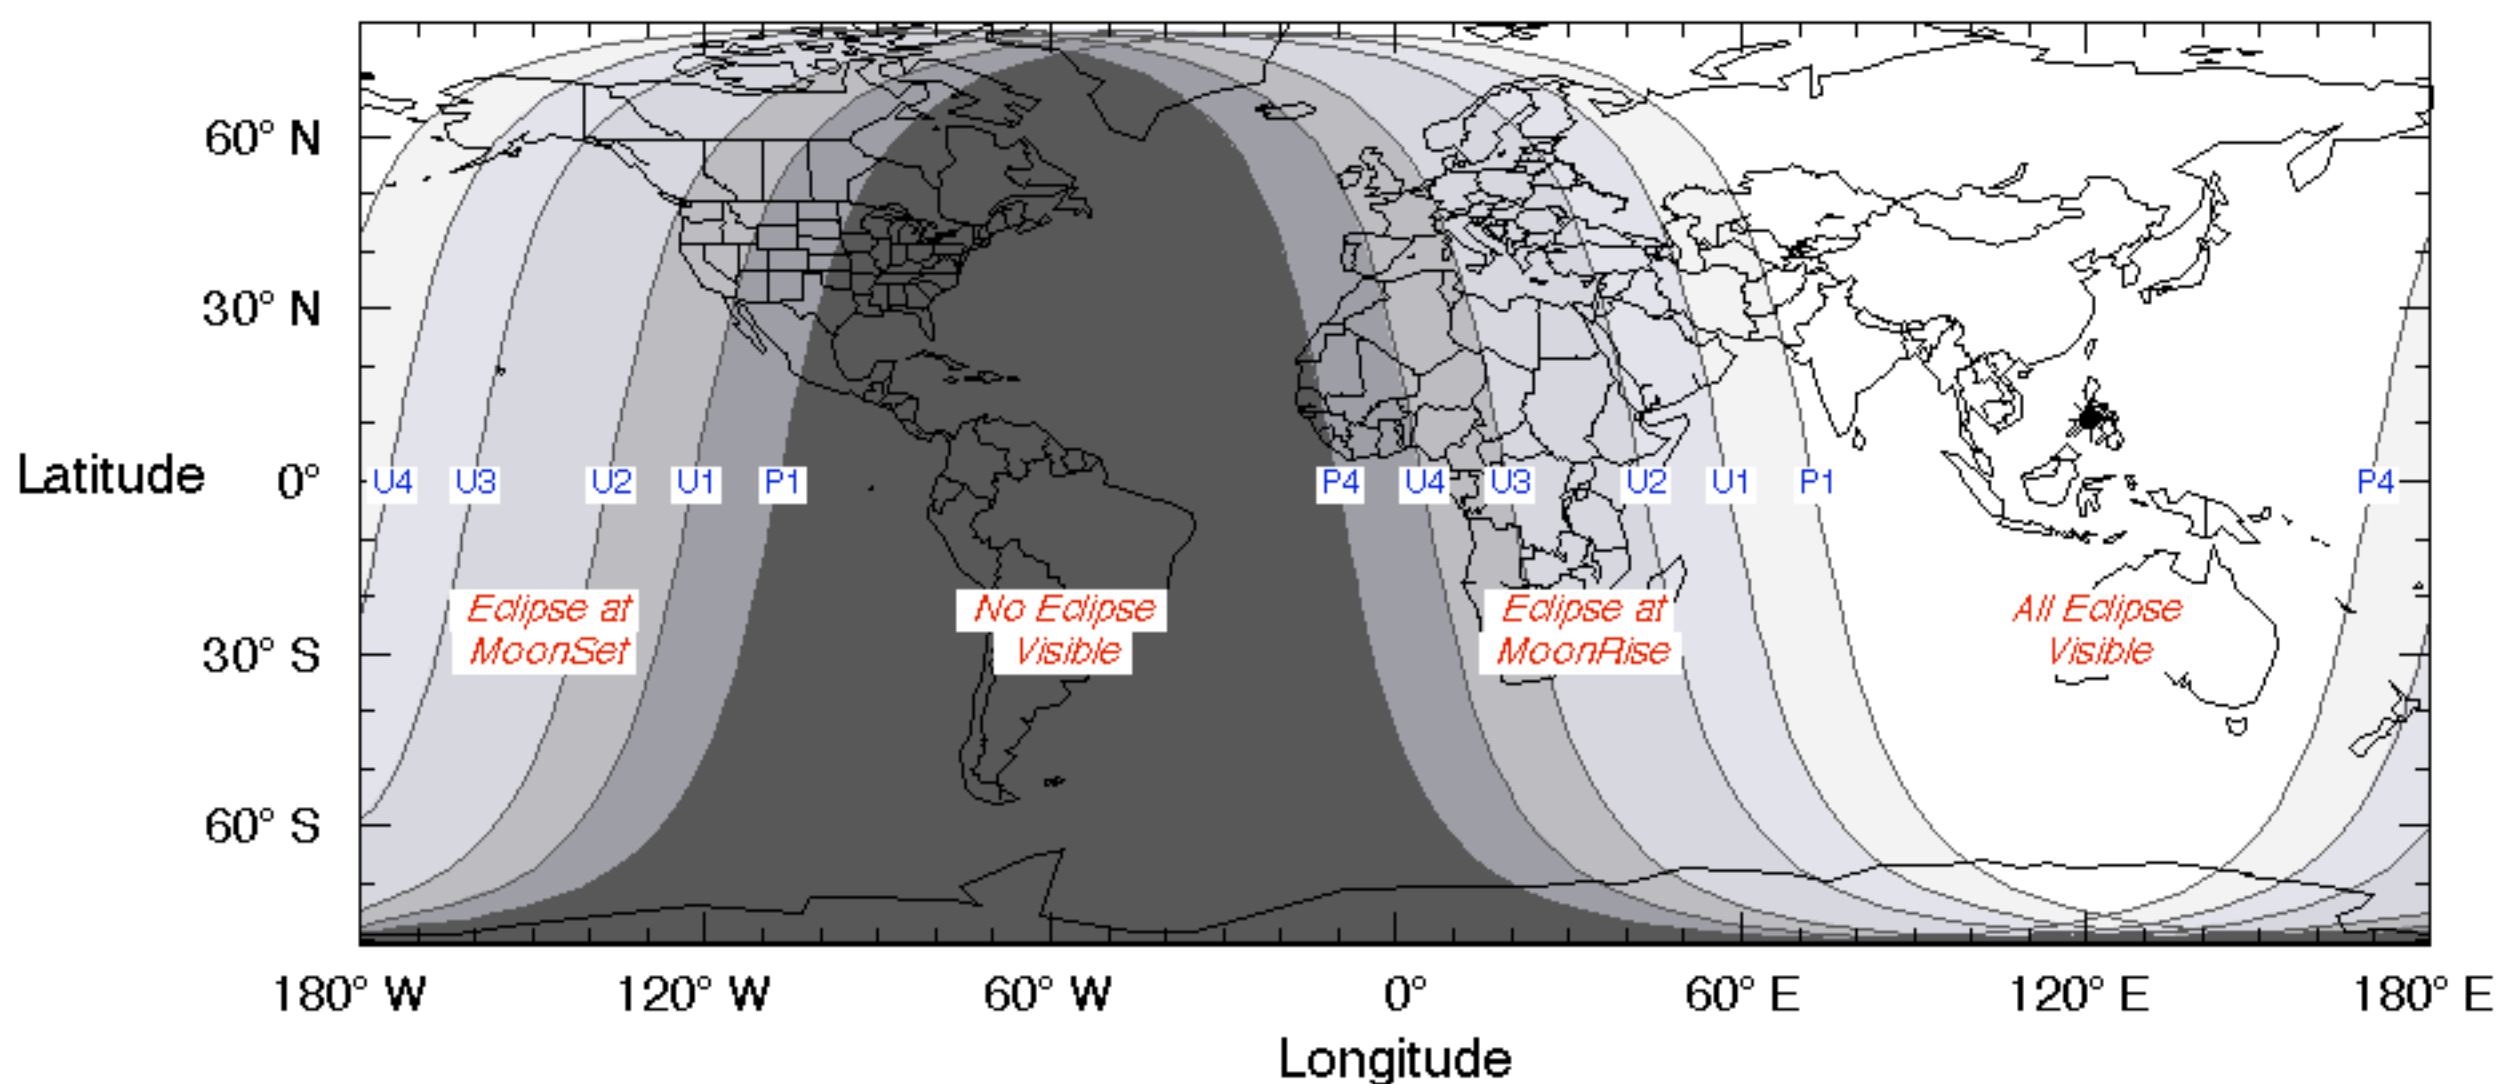 60° N
30° N
Latitude 0°
U4 U3 U2 U1 P1 P4 U4 U3 U2 U1 P1 P4
Eclipse at
MoonSet
No Eclipse
Visible
Eclipse at
MoonRise
All Eclipse
Visible
30° S
60° S
180° W 120° W 60° W 0° 60° E 120° E 180° E
Longitude